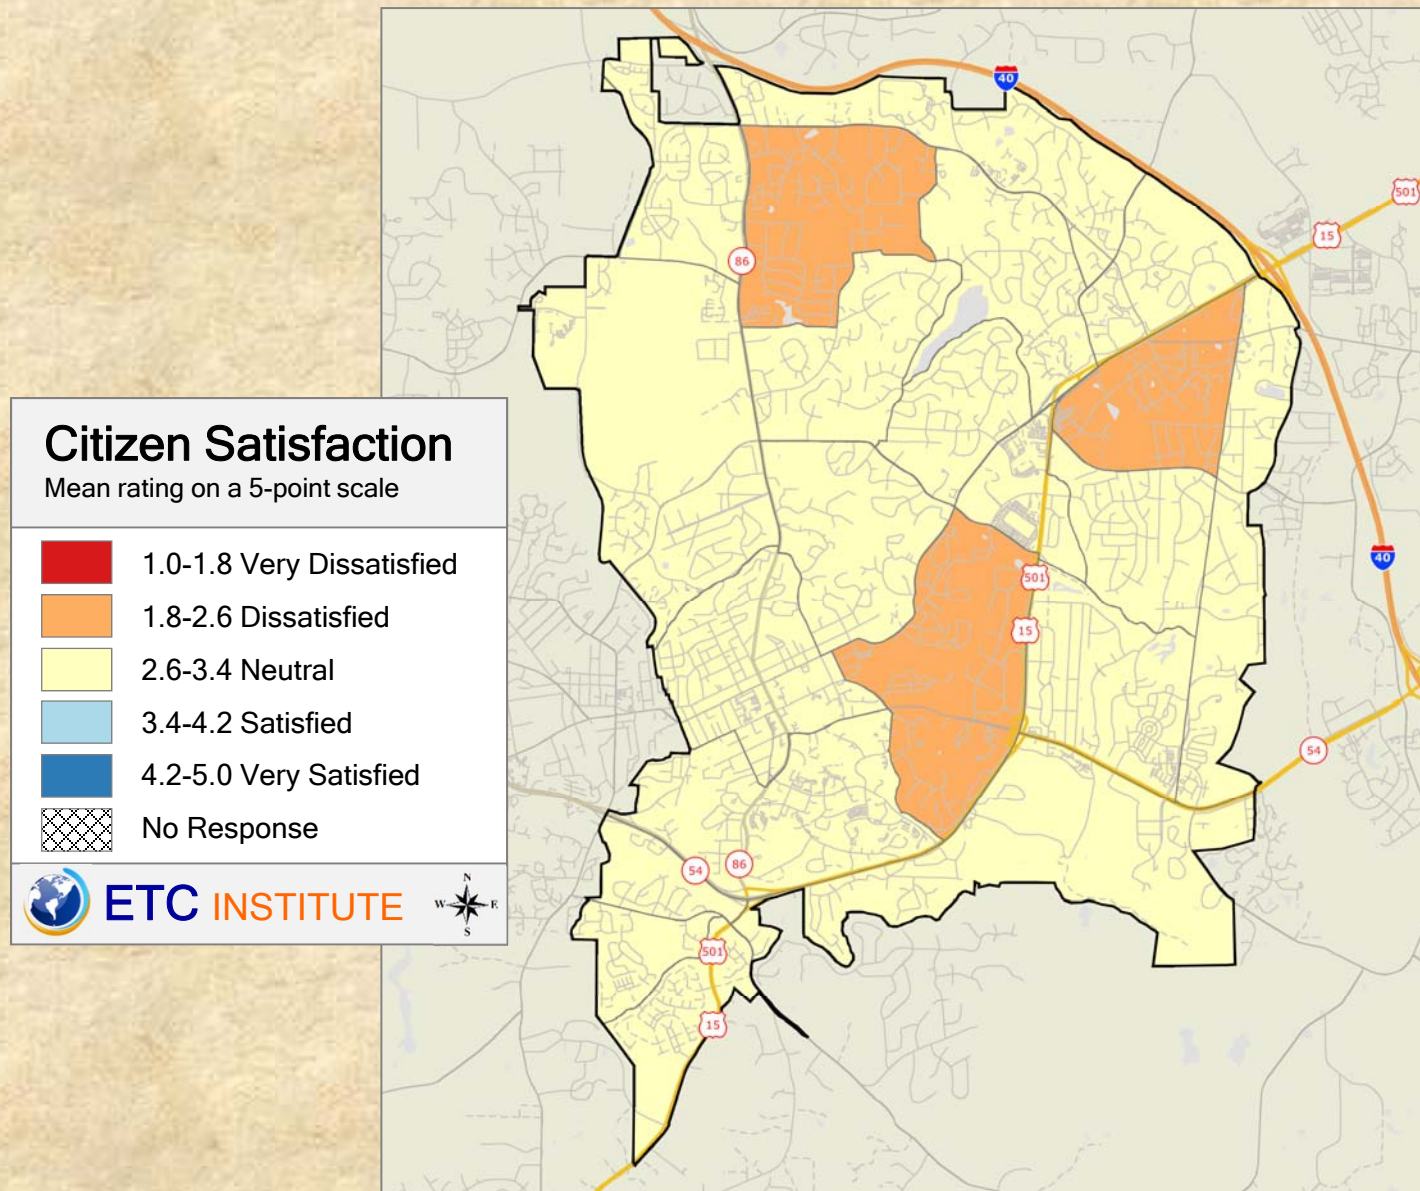 40
501
15
86
Citizen Satisfaction
Mean rating on a 5-point scale
1.0-1.8 Very Dissatisfied
1.8-2.6 Dissatisfied
2.6-3.4 Neutral
3.4-4.2 Satisfied
4.2-5.0 Very Satisfied
No Response
ETC INSTITUTE
N
W E
S
40
501
15
54
54
86
501
15